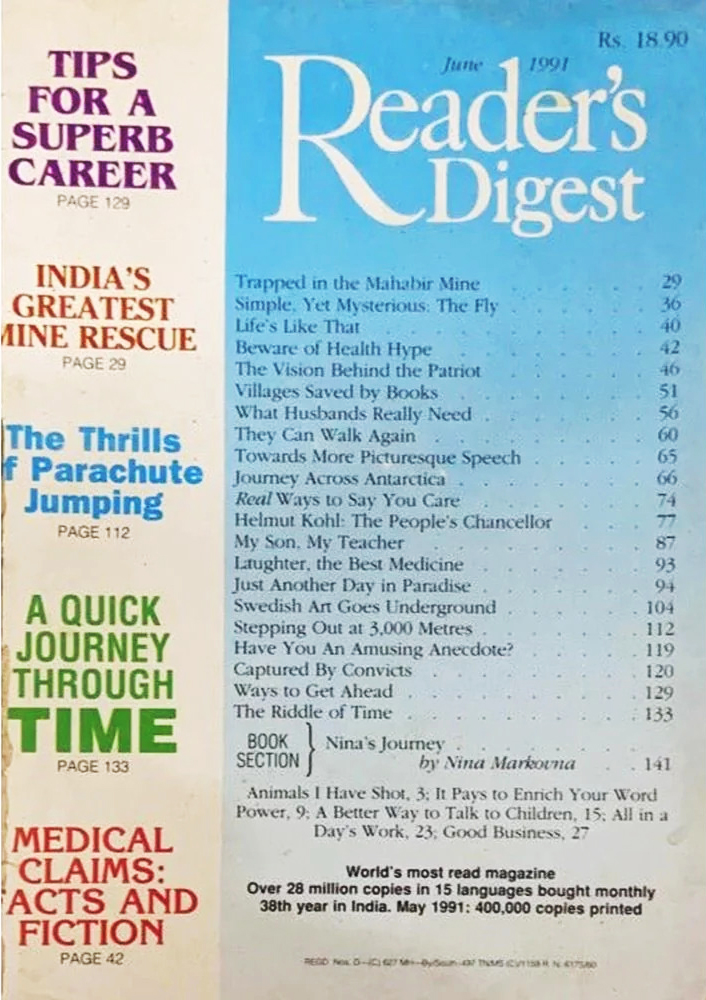 TIPS
FOR A
SUPERB
CAREER
PAGE 129
INDIA'S
GREATEST
MINE RESCUE
PAGE 29
The Thrills
f Parachute
Jumping
PAGE 112
A QUICK
JOURNEY
THROUGH
TIME
PAGE 133
MEDICAL
CLAIMS:
ACTS AND
FICTION
PAGE 42
Rs. 18.90
June 1991
Reader's
Digest
Trapped in the Mahabir Mine . . . . . . . 29
Simple, Yet Mysterious: The Fly . . . . . . 36
Life's Like That . . . . . . . . . . 40
Beware of Health Hype . . . . . . . . 42
The Vision Behind the Patriot . . . . . . 46
Villages Saved by Books . . . . . . . . 51
What Husbands Really Need . . . . . . . 56
They Can Walk Again . . . . . . . . . 60
Towards More Picturesque Speech . . . . . 65
Journey Across Antarctica . . . . . . . . 66
Real Ways to Say You Care . . . . . . . 74
Helmut Kohl: The People's Chancellor . . . 77
My Son, My Teacher . . . . . . . . . 87
Laughter, the Best Medicine . . . . . . . 93
Just Another Day in Paradise . . . . . . . 94
Swedish Art Goes Underground . . . . . . 104
Stepping Out at 3,000 Metres . . . . . . . 112
Have You An Amusing Anecdote? . . . . . 119
Captured By Convicts . . . . . . . . . 120
Ways to Get Ahead . . . . . . . . . . 129
The Riddle of Time . . . . . . . . . . 133
BOOK
SECTION
Nina's Journey . . . . . . . .
by Nina Markovna . . 141
Animals I Have Shot, 3; It Pays to Enrich Your Word
Power, 9; A Better Way to Talk to Children, 15; All in a
Day's Work, 23; Good Business, 27
World's most read magazine
Over 28 million copies in 15 languages bought monthly
38th year in India. May 1991: 400,000 copies printed
REGD Nos.